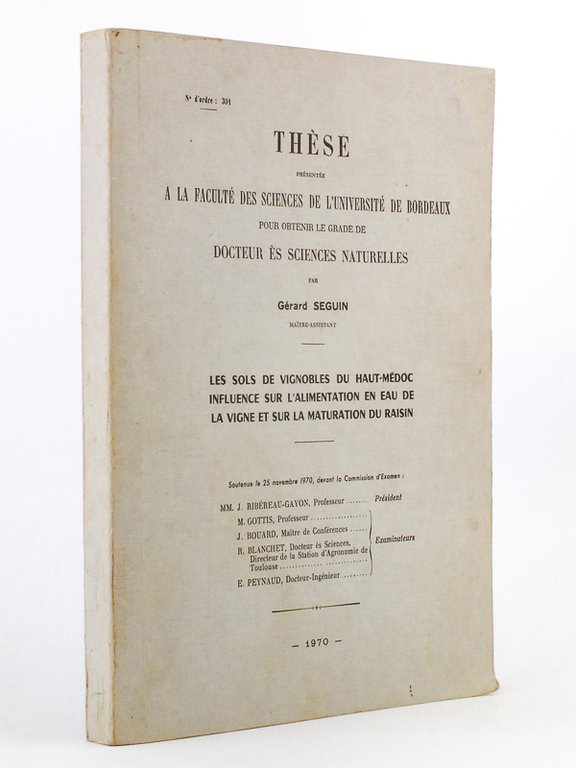 N° d'ordre : 301
THÈSE
PRÉSENTÉE
A LA FACULTÉ DES SCIENCES DE L'UNIVERSITÉ DE BORDEAUX
POUR OBTENIR LE GRADE DE
DOCTEUR ÈS SCIENCES NATURELLES
PAR
Gérard SEGUIN
MAÎTRE-ASSISTANT
LES SOLS DE VIGNOBLES DU HAUT-MÉDOC
INFLUENCE SUR L'ALIMENTATION EN EAU DE
LA VIGNE ET SUR LA MATURATION DU RAISIN
Soutenue le 25 novembre 1970, devant la Commission d'Examen :
MM. J. RIBÉREAU-GAYON, Professeur ....... Président
M. GOTTIS, Professeur ..................
J. BOUARD, Maître de Conférences ......
R. BLANCHET, Docteur ès Sciences,
Directeur de la Station d'Agronomie de
Toulouse ...........................
E. PEYNAUD, Docteur-Ingénieur .........
Examinateurs
— 1970 —